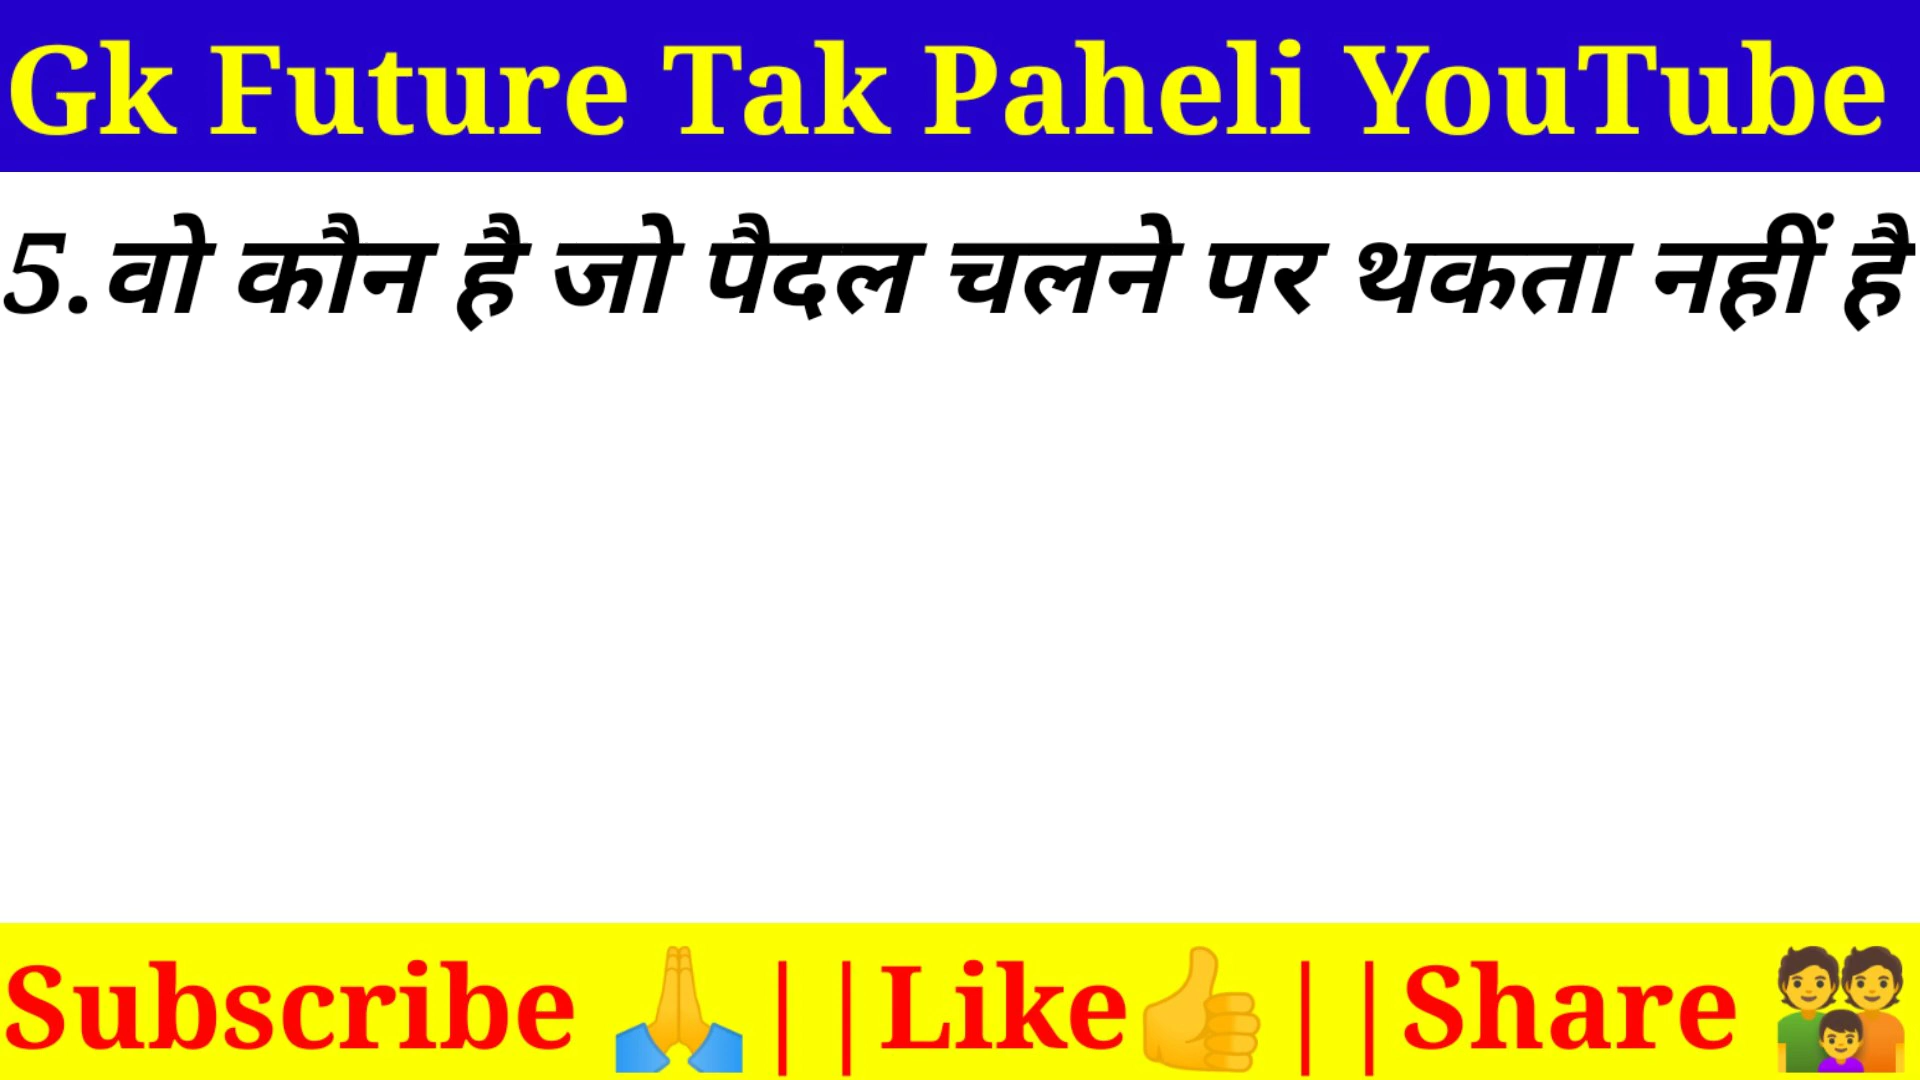 Gk Future Tak Paheli YouTube
5.वो कौन है जो पैदल चलने पर थकता नहीं है
Subscribe 🙏||Like👍||Share 👪